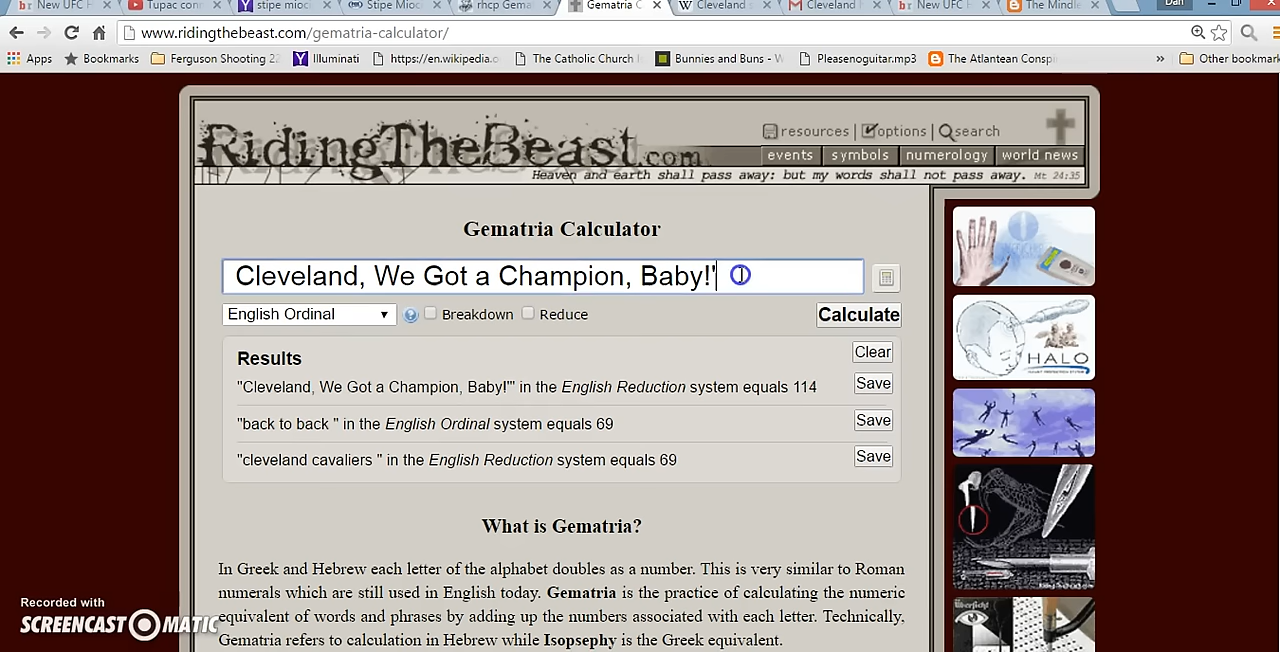 br New UFC H
Tupac con
stipe mioc
Stipe Mioc
rhcp Gema
Gematria C
Cleveland
Cleveland
br New UFC
The Mindle
Dan
www.ridingthebeast.com/gematria-calculator/
Apps
Bookmarks
Ferguson Shooting 22
Illuminati
https://en.wikipedia.o
The Catholic Church
Bunnies and Buns - W
Pleasenoguitar.mp3
The Atlantean Conspi
»
Other bookmark
RidingTheBeast.com
resources | options | search
events symbols numerology world news
Heaven and earth shall pass away: but my words shall not pass away. Mt 24:35
Gematria Calculator
Cleveland, We Got a Champion, Baby!'
English Ordinal ? Breakdown Reduce Calculate
Results Clear
"Cleveland, We Got a Champion, Baby!'" in the English Reduction system equals 114 Save
"back to back " in the English Ordinal system equals 69 Save
"cleveland cavaliers " in the English Reduction system equals 69 Save
HALO
What is Gematria?
In Greek and Hebrew each letter of the alphabet doubles as a number. This is very similar to Roman
numerals which are still used in English today. Gematria is the practice of calculating the numeric
equivalent of words and phrases by adding up the numbers associated with each letter. Technically,
Gematria refers to calculation in Hebrew while Isopsephy is the Greek equivalent.
Recorded with
SCREENCAST MATIC